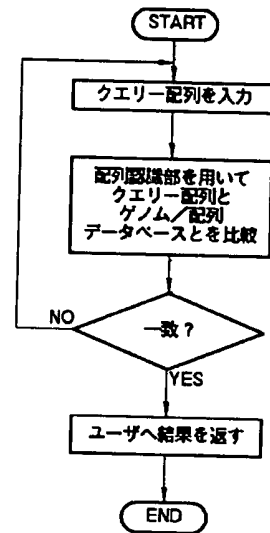 START
クエリー配列を入力
配列認識部を用いて
クエリー配列と
ゲノム／配列
データベースとを比較
一致？
NO
YES
ユーザへ結果を返す
END